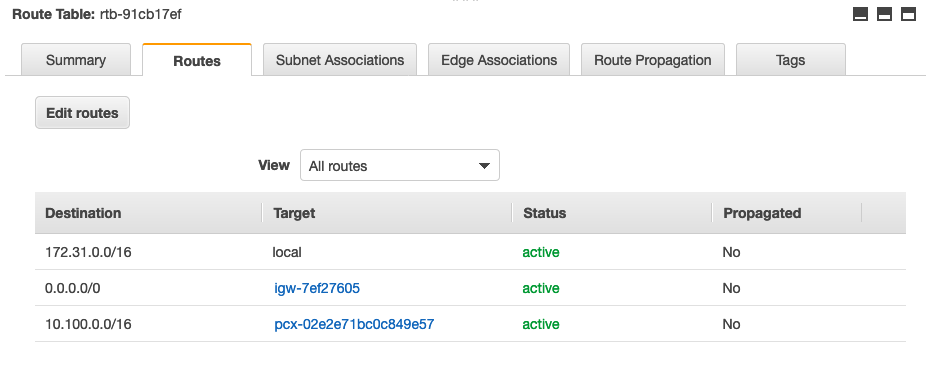 Route Table: rtb-91cb17ef
Summary Routes Subnet Associations Edge Associations Route Propagation Tags
Edit routes
View All routes
Destination Target Status Propagated
172.31.0.0/16 local active No
0.0.0.0/0 igw-7ef27605 active No
10.100.0.0/16 pcx-02e2e71bc0c849e57 active No